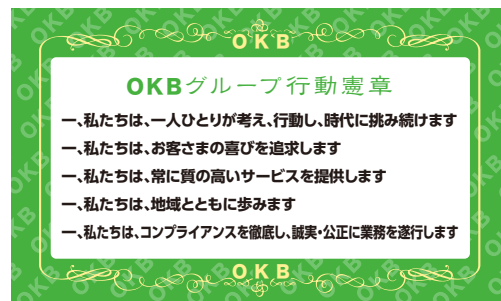 OKB
OKBグループ行動憲章
一、私たちは、一人ひとりが考え、行動し、時代に挑み続けます
一、私たちは、お客さまの喜びを追求します
一、私たちは、常に質の高いサービスを提供します
一、私たちは、地域とともに歩みます
一、私たちは、コンプライアンスを徹底し、誠実・公正に業務を遂行します
OKB